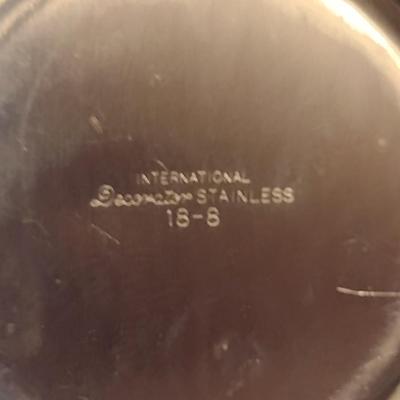 INTERNATIONAL
Decorator STAINLESS
18-8